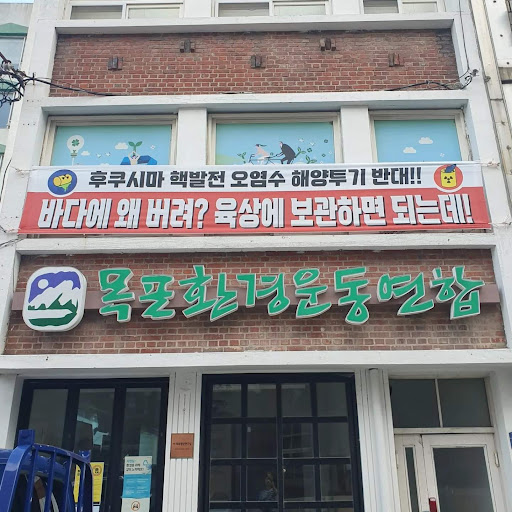 후쿠시마 핵발전 오염수 해양투기 반대!!
바다에 왜 버려? 육상에 보관하면 되는데!
목포환경운동연합